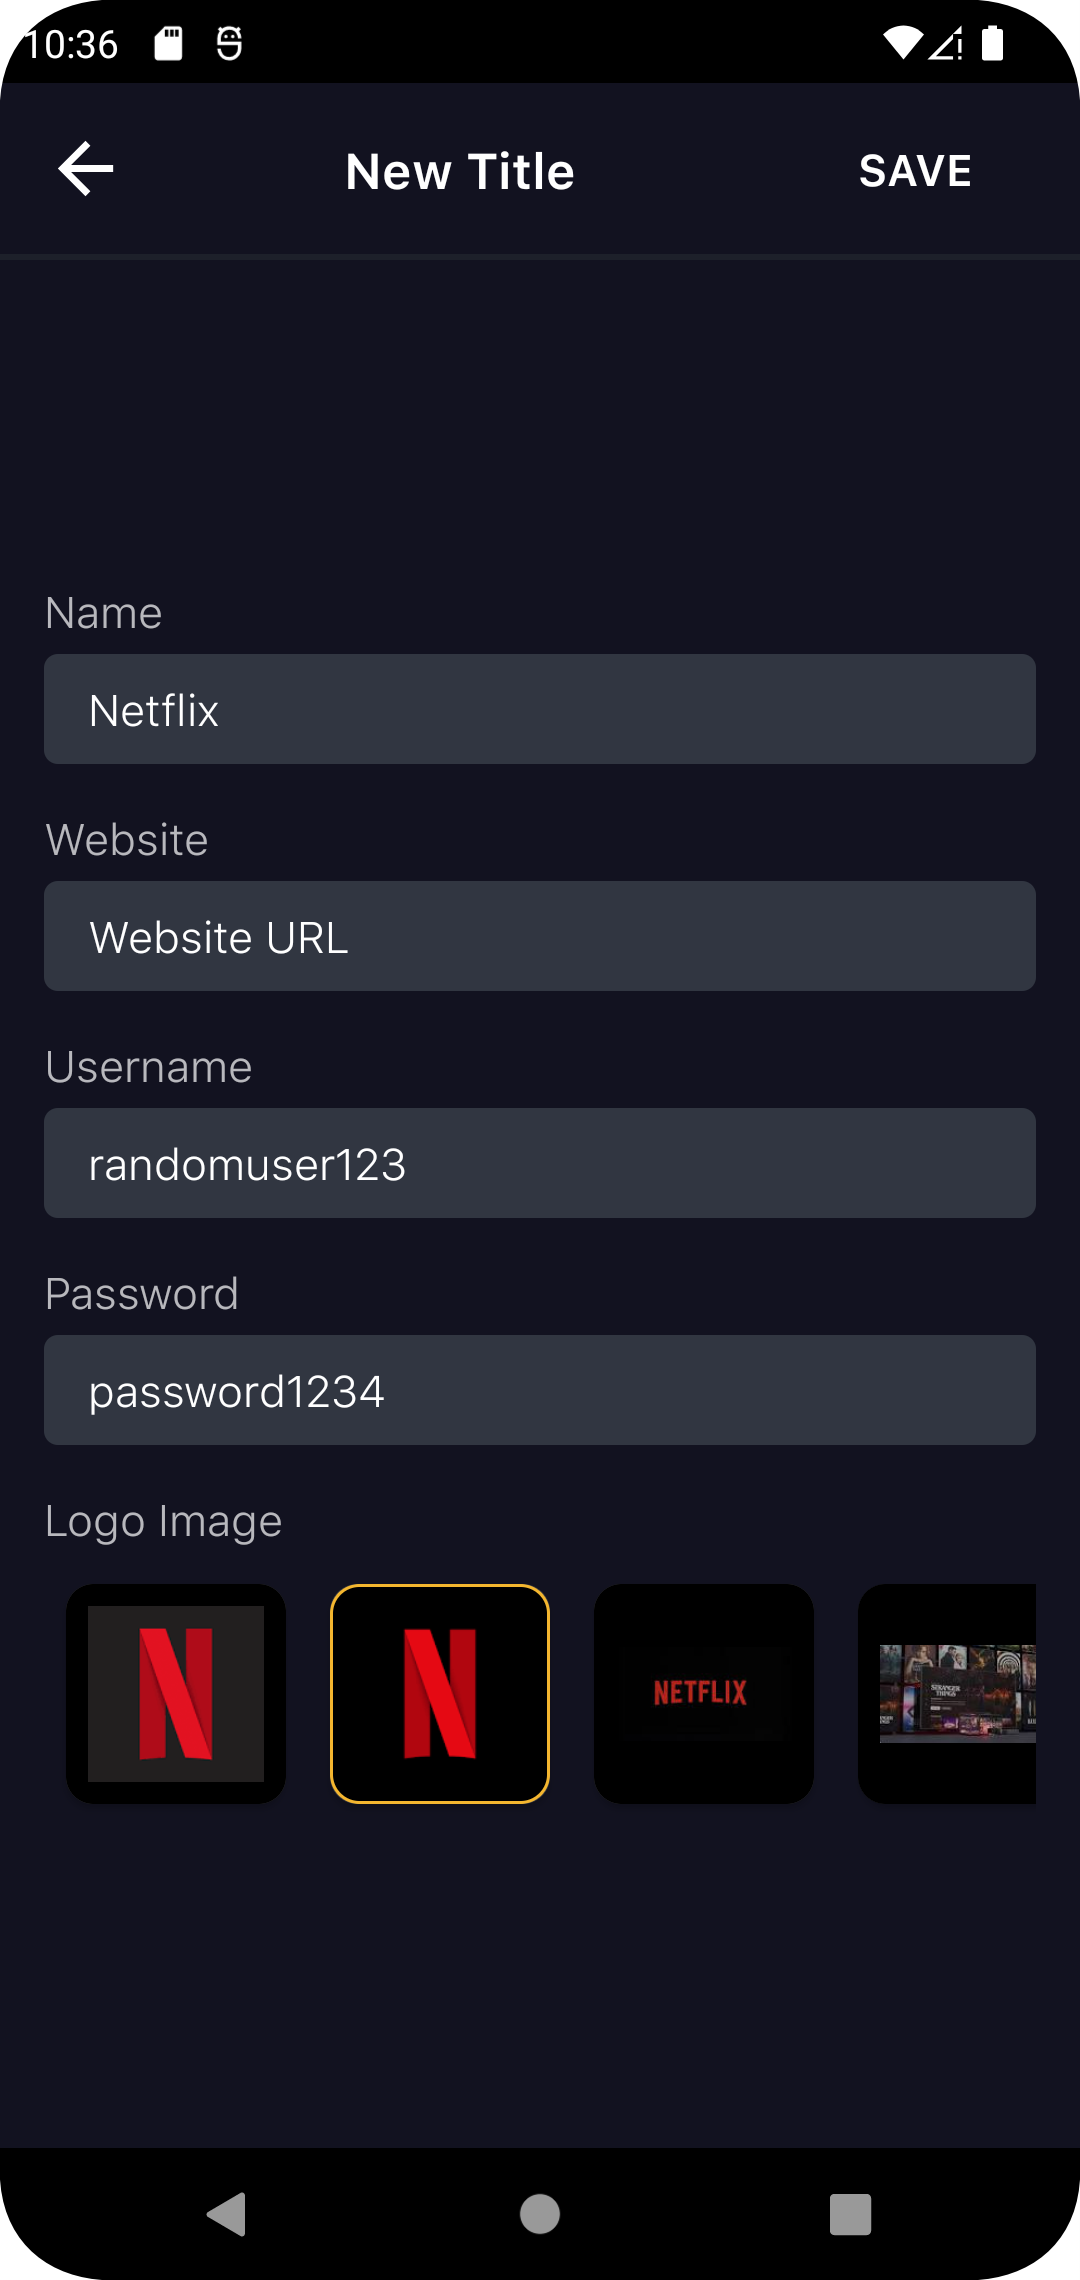 10:36
New Title
SAVE
Name
Netflix
Website
Website URL
Username
randomuser123
Password
password1234
Logo Image
NETFLIX
STRANGER
THINGS